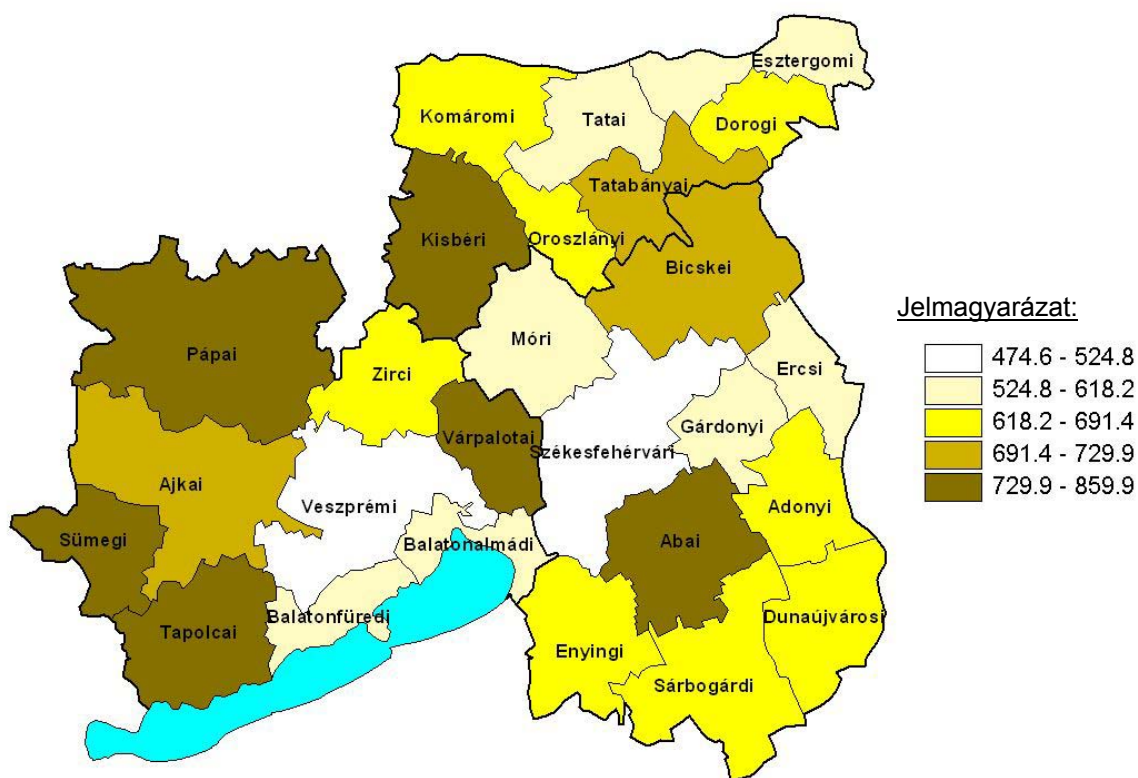 Esztergomi
Komáromi
Tatai
Dorogi
Tatabányai
Kisbéri
Oroszlányi
Bicskei
Jelmagyarázat:
Móri
Pápai
Zirci
Ercsi
474.6 - 524.8
524.8 - 618.2
618.2 - 691.4
691.4 - 729.9
729.9 - 859.9
Gárdonyi
Várpalotai
Székesfehérvári
Ajkai
Veszprémi
Adonyi
Sümegi
Balatonalmádi
Abai
Balatonfüredi
Dunaújvárosi
Tapolcai
Enyingi
Sárbogárdi